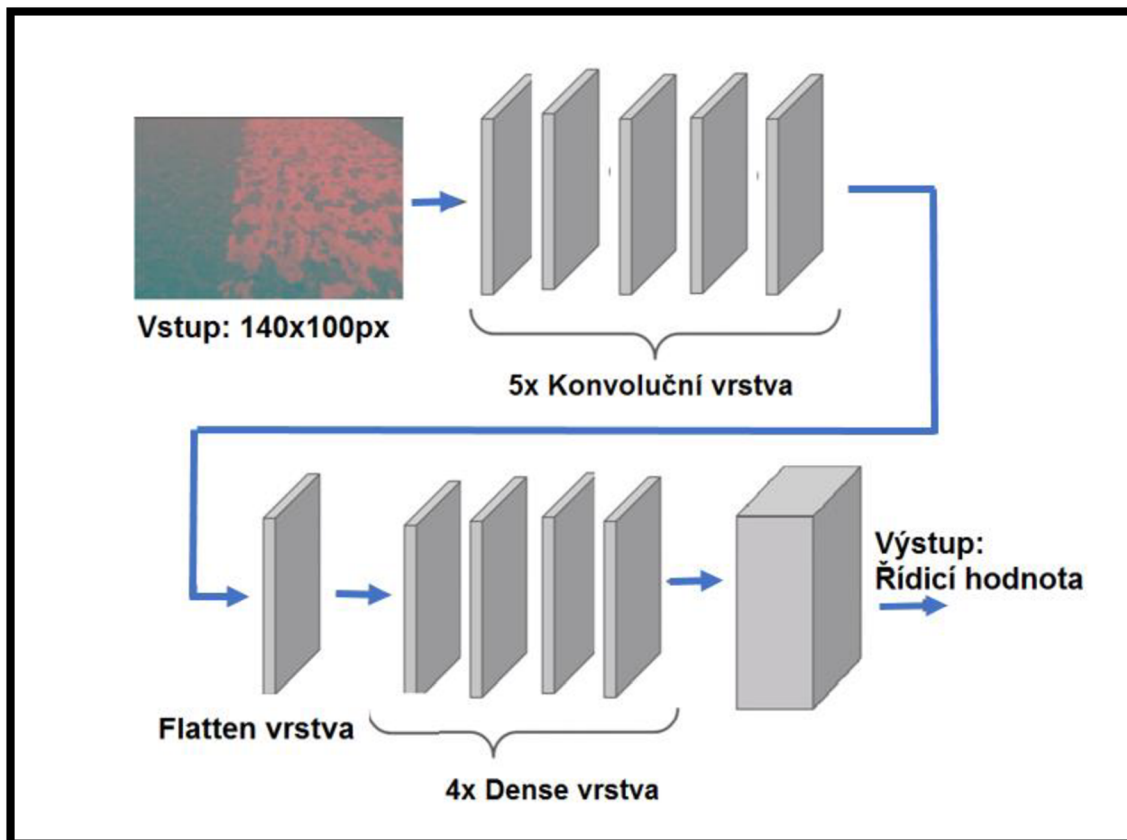 Vstup: 140x100px
5x Konvoluční vrstva
Flatten vrstva
4x Dense vrstva
Výstup:
Řídicí hodnota